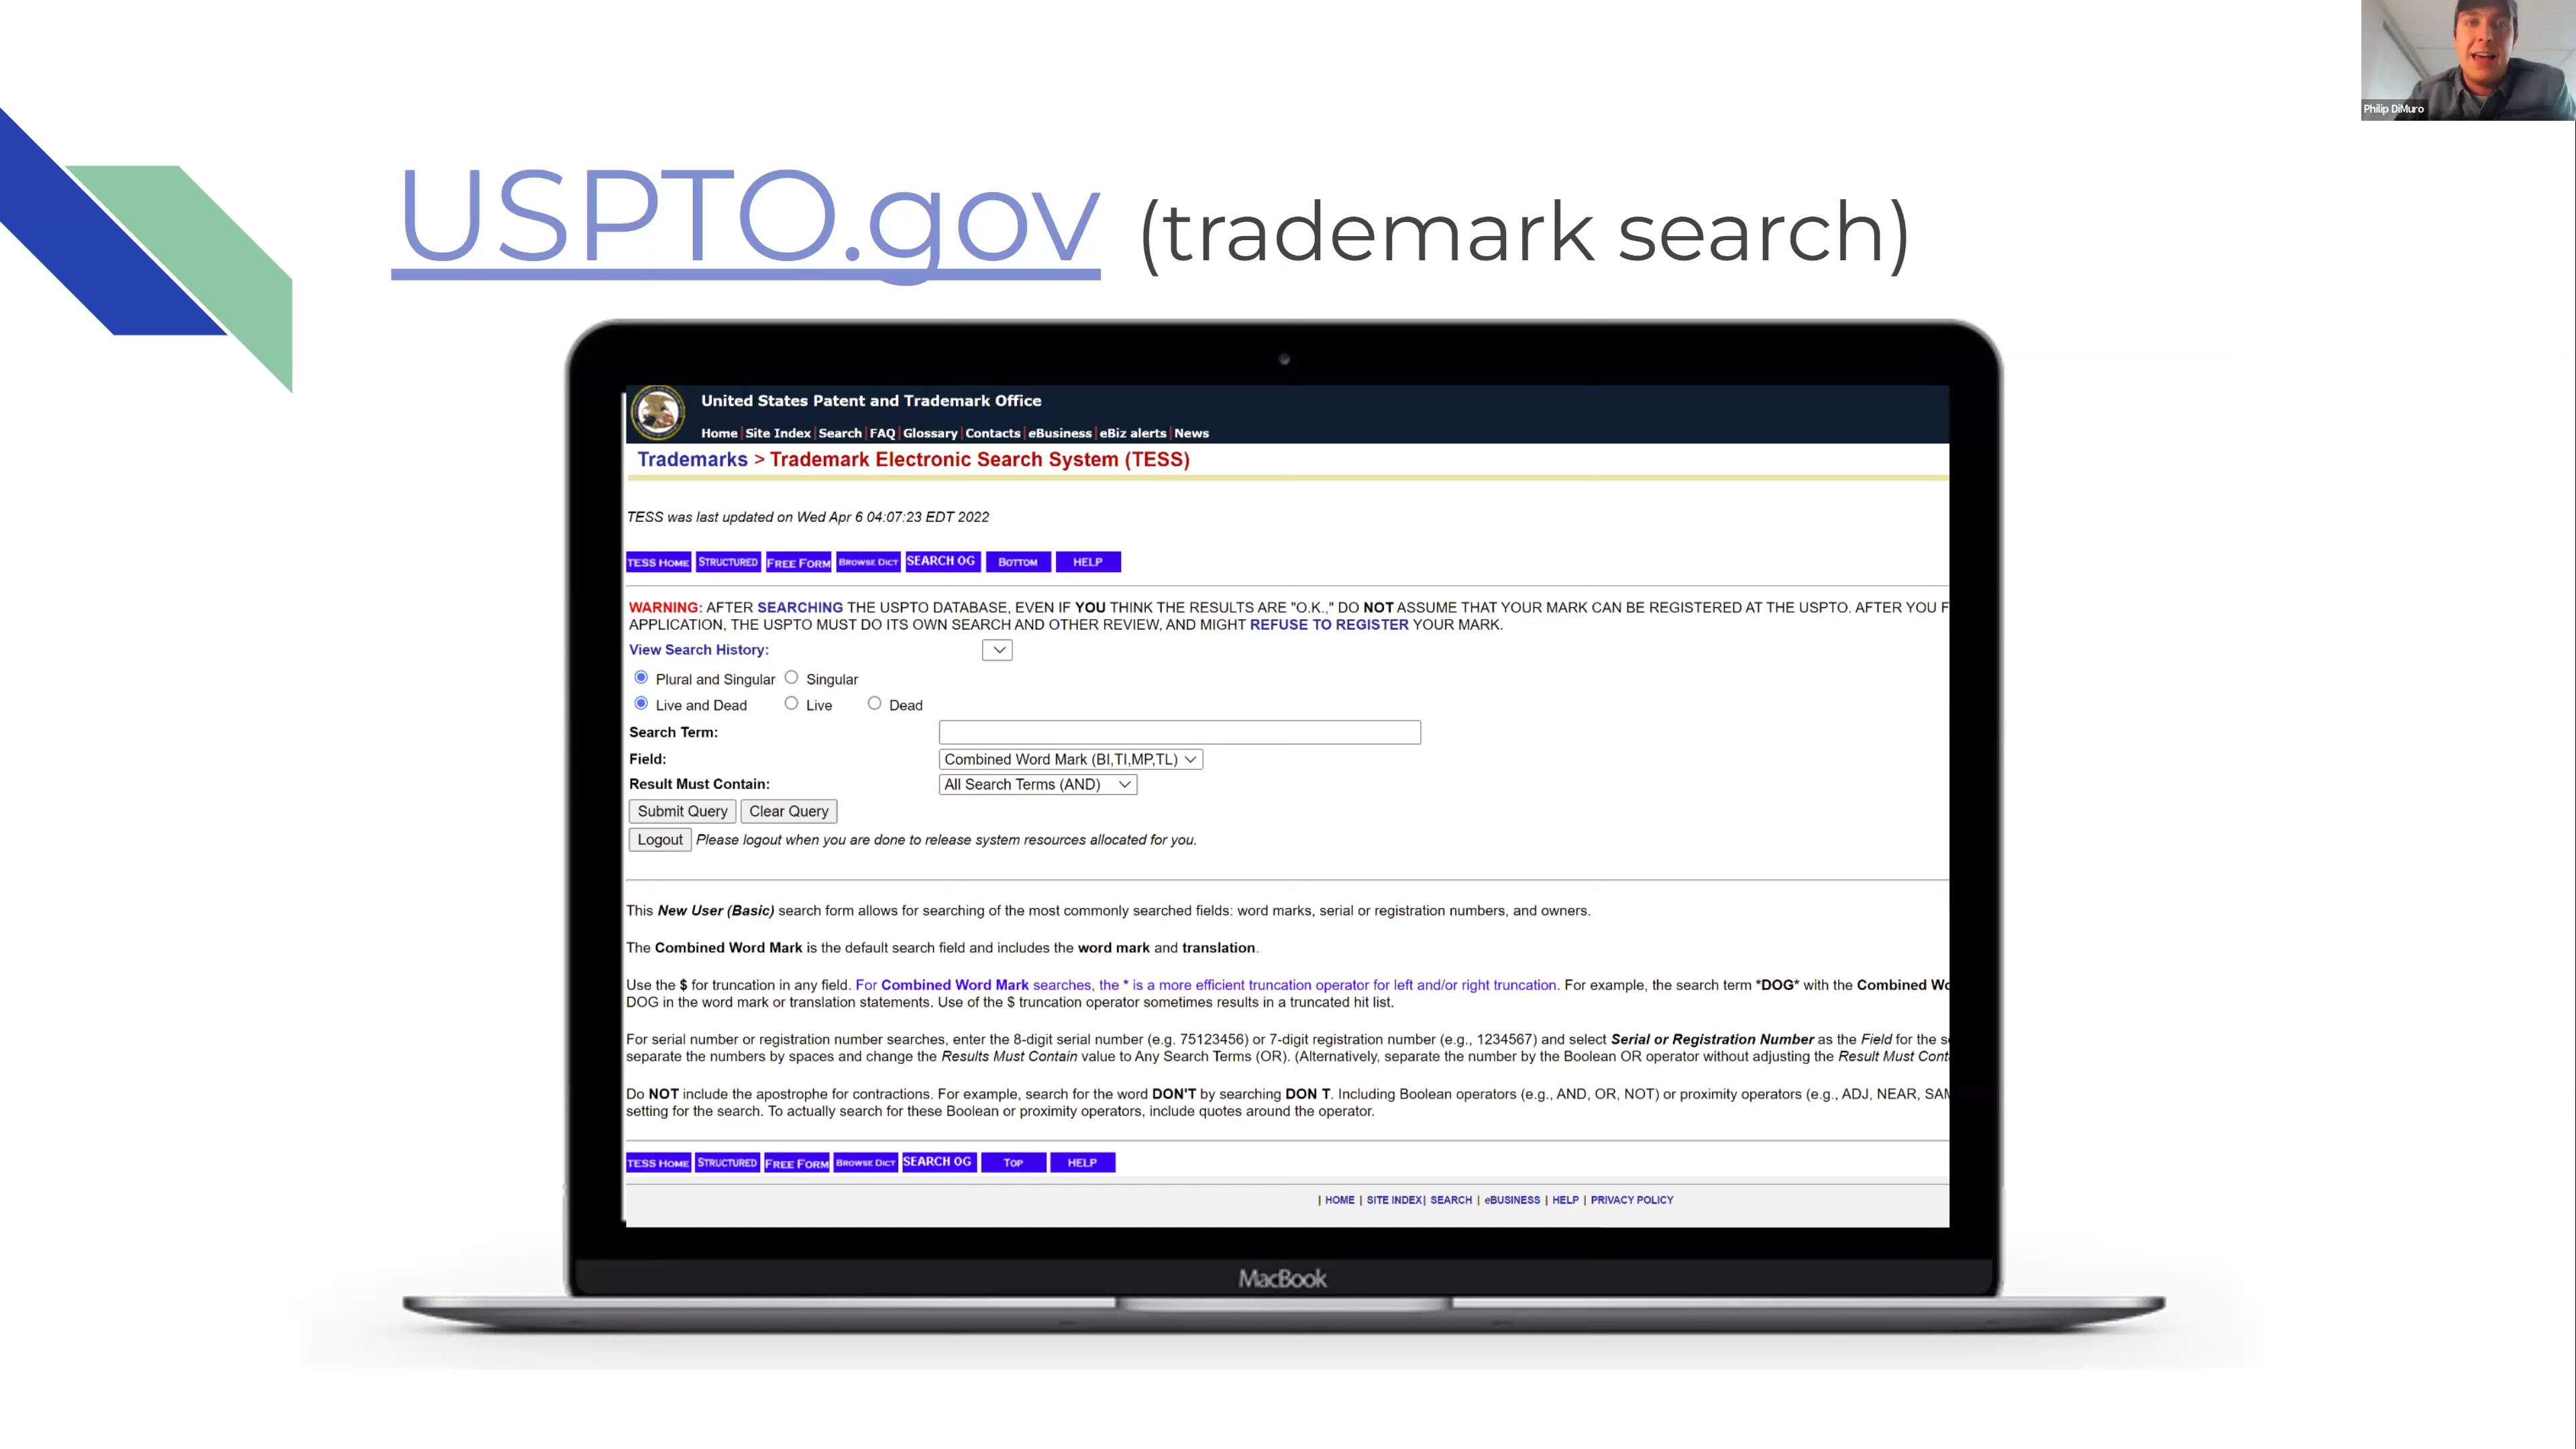 Philip DiMuro
USPTO.gov (trademark search)
United States Patent and Trademark Office
Home | Site Index | Search | FAQ | Glossary | Contacts | eBusiness | eBiz alerts | News
Trademarks > Trademark Electronic Search System (TESS)
TESS was last updated on Wed Apr 6 04:07:23 EDT 2022
TESS HOME STRUCTURED FREE FORM BROWSE DICT SEARCH OG BOTTOM HELP
WARNING: AFTER SEARCHING THE USPTO DATABASE, EVEN IF YOU THINK THE RESULTS ARE "O.K.," DO NOT ASSUME THAT YOUR MARK CAN BE REGISTERED AT THE USPTO. AFTER YOU F
APPLICATION, THE USPTO MUST DO ITS OWN SEARCH AND OTHER REVIEW, AND MIGHT REFUSE TO REGISTER YOUR MARK.
View Search History:
Plural and Singular Singular
Live and Dead Live Dead
Search Term:
Field: Combined Word Mark (BI,TI,MP,TL)
Result Must Contain: All Search Terms (AND)
Submit Query Clear Query
Logout Please logout when you are done to release system resources allocated for you.
This New User (Basic) search form allows for searching of the most commonly searched fields: word marks, serial or registration numbers, and owners.
The Combined Word Mark is the default search field and includes the word mark and translation.
Use the $ for truncation in any field. For Combined Word Mark searches, the * is a more efficient truncation operator for left and/or right truncation. For example, the search term *DOG* with the Combined Wo
DOG in the word mark or translation statements. Use of the $ truncation operator sometimes results in a truncated hit list.
For serial number or registration number searches, enter the 8-digit serial number (e.g. 75123456) or 7-digit registration number (e.g., 1234567) and select Serial or Registration Number as the Field for the s
separate the numbers by spaces and change the Results Must Contain value to Any Search Terms (OR). (Alternatively, separate the number by the Boolean OR operator without adjusting the Result Must Cont
Do NOT include the apostrophe for contractions. For example, search for the word DON'T by searching DON T. Including Boolean operators (e.g., AND, OR, NOT) or proximity operators (e.g., ADJ, NEAR, SAM
setting for the search. To actually search for these Boolean or proximity operators, include quotes around the operator.
TESS HOME STRUCTURED FREE FORM BROWSE DICT SEARCH OG TOP HELP
| HOME | SITE INDEX | SEARCH | eBUSINESS | HELP | PRIVACY POLICY
MacBook